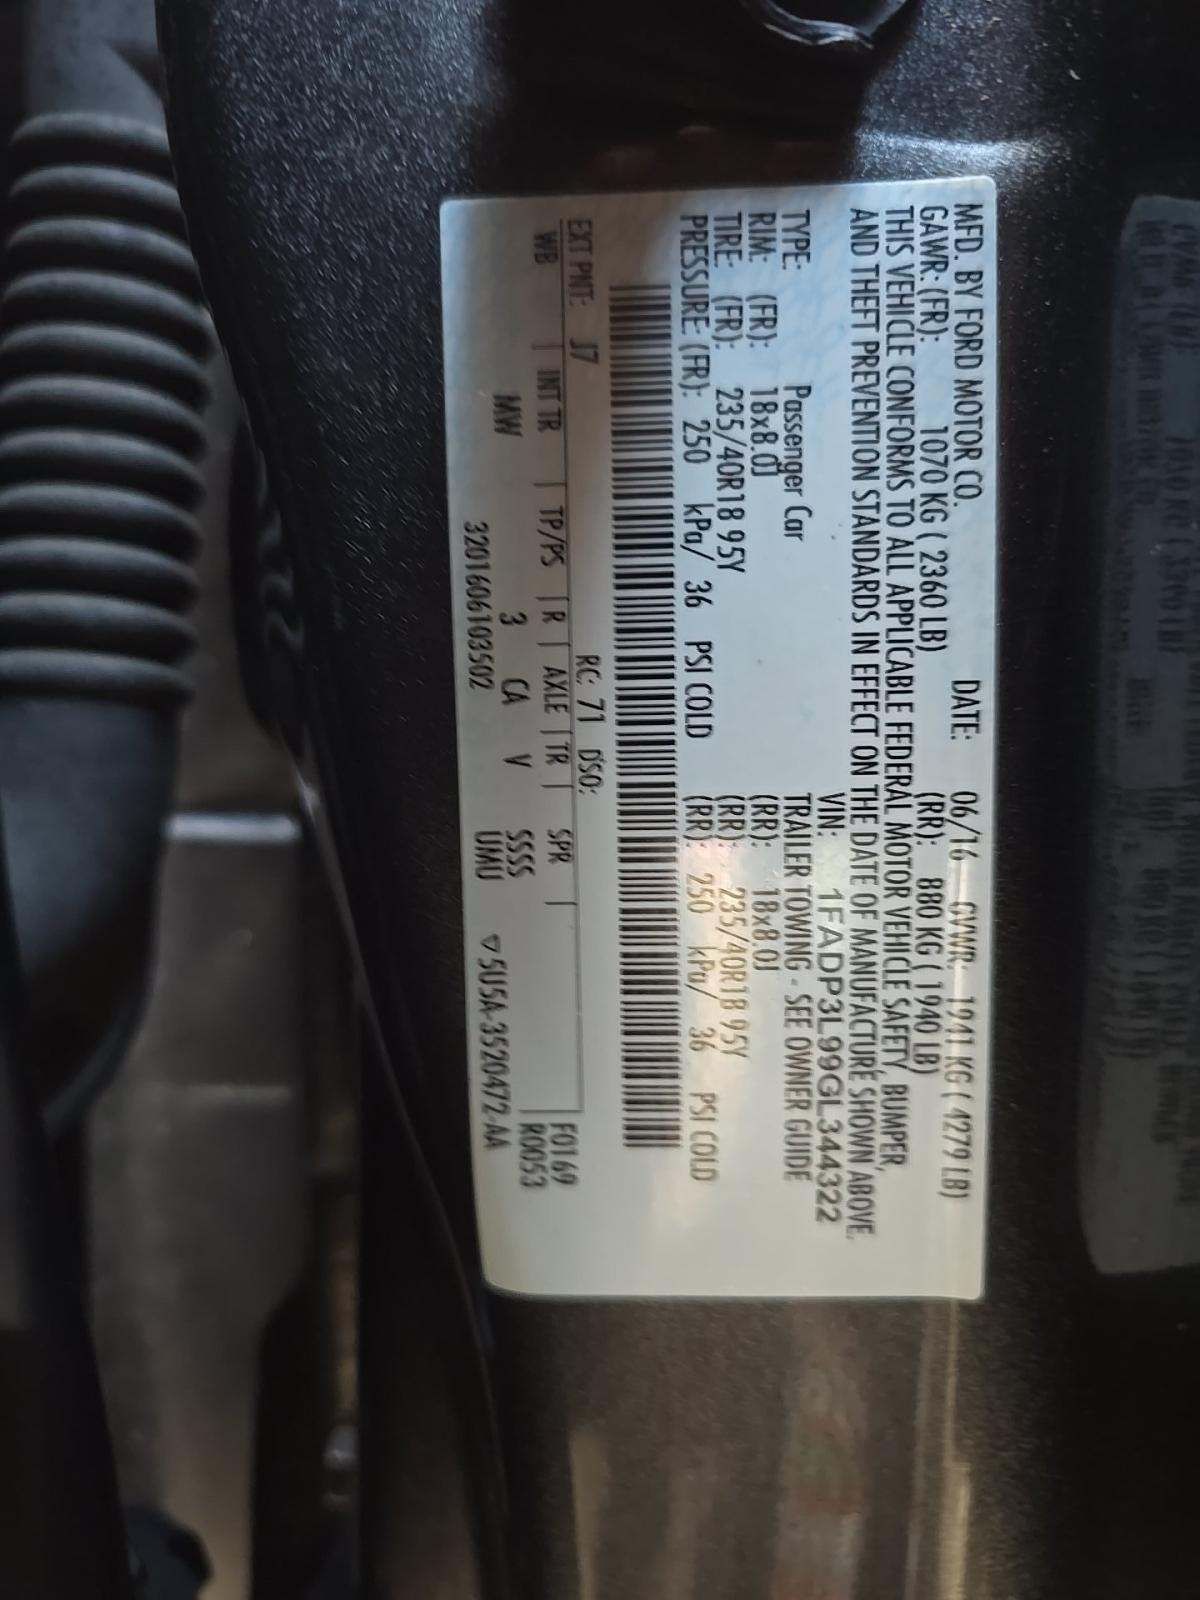 MFD. BY FORD MOTOR CO. DATE: 06/16 GVWR: 1941 KG ( 4279 LB)
GAWR: (FR): 1070 KG ( 2360 LB) (RR): 880 KG ( 1940 LB)
THIS VEHICLE CONFORMS TO ALL APPLICABLE FEDERAL MOTOR VEHICLE SAFETY, BUMPER,
AND THEFT PREVENTION STANDARDS IN EFFECT ON THE DATE OF MANUFACTURE SHOWN ABOVE.
VIN: 1FADP3L99GL344322
TYPE: Passenger Car TRAILER TOWING - SEE OWNER GUIDE
RIM: (FR): 18x8.0J (RR): 18x8.0J
TIRE: (FR): 235/40R18 95Y (RR): 235/40R18 95Y
PRESSURE: (FR): 250 kPa/ 36 PSI COLD (RR): 250 kPa/ 36 PSI COLD
EXT PNT: J7 RC: 71 DSO: F0169
WB | INT TR | TP/PS | R | AXLE | TR | SPR | R0053
MW 3 CA V SSSS
3201606103502 UMU ▽5U5A-3520472-AA